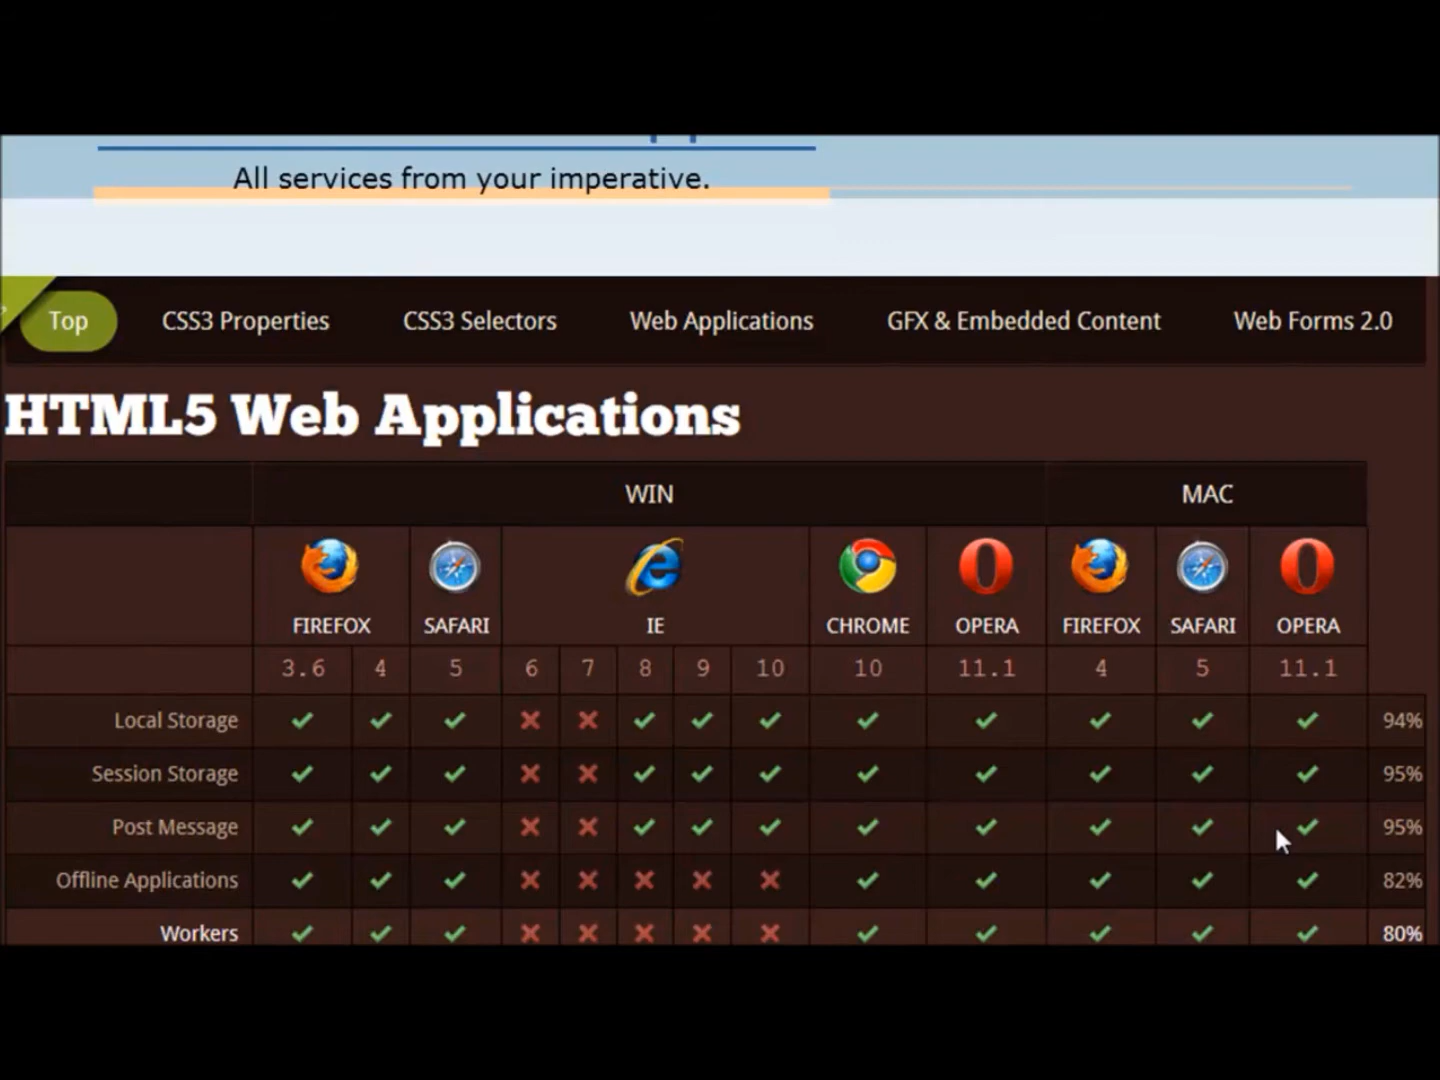 All services from your imperative.
Top CSS3 Properties CSS3 Selectors Web Applications GFX & Embedded Content Web Forms 2.0
HTML5 Web Applications
WIN MAC
FIREFOX SAFARI IE CHROME OPERA FIREFOX SAFARI OPERA
3.6 4 5 6 7 8 9 10 10 11.1 4 5 11.1
Local Storage ✔ ✔ ✔ ✘ ✘ ✔ ✔ ✔ ✔ ✔ ✔ ✔ ✔ 94%
Session Storage ✔ ✔ ✔ ✘ ✘ ✔ ✔ ✔ ✔ ✔ ✔ ✔ ✔ 95%
Post Message ✔ ✔ ✔ ✘ ✘ ✔ ✔ ✔ ✔ ✔ ✔ ✔ ✔ 95%
Offline Applications ✔ ✔ ✔ ✘ ✘ ✘ ✘ ✘ ✔ ✔ ✔ ✔ ✔ 82%
Workers ✔ ✔ ✔ ✘ ✘ ✘ ✘ ✘ ✔ ✔ ✔ ✔ ✔ 80%